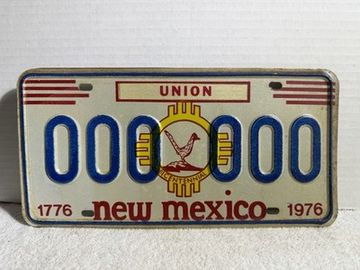 UNION
000 000
BICENTENNIAL
1776 new mexico 1976